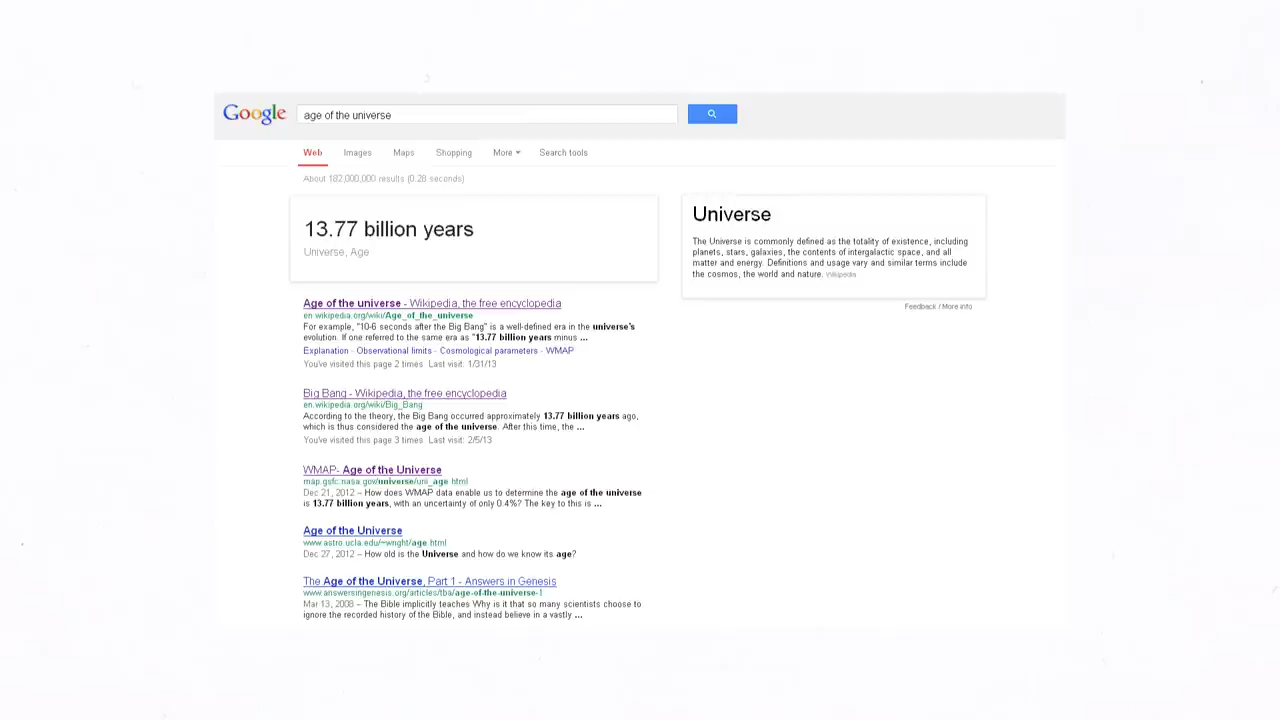 Google
age of the universe
Web Images Maps Shopping More Search tools
About 182,000,000 results (0.28 seconds)
13.77 billion years
Universe, Age
Age of the universe - Wikipedia, the free encyclopedia
en.wikipedia.org/wiki/Age_of_the_universe
For example, "10-6 seconds after the Big Bang" is a well-defined era in the universe's
evolution. If one referred to the same era as "13.77 billion years minus ...
Explanation - Observational limits - Cosmological parameters - WMAP
You've visited this page 2 times Last visit: 1/31/13
Big Bang - Wikipedia, the free encyclopedia
en.wikipedia.org/wiki/Big_Bang
According to the theory, the Big Bang occurred approximately 13.77 billion years ago,
which is thus considered the age of the universe. After this time, the ...
You've visited this page 3 times Last visit: 2/5/13
WMAP- Age of the Universe
map.gsfc.nasa.gov/universe/uni_age.html
Dec 21, 2012 – How does WMAP data enable us to determine the age of the universe
is 13.77 billion years, with an uncertainty of only 0.4%? The key to this is ...
Age of the Universe
www.astro.ucla.edu/~wright/age.html
Dec 27, 2012 – How old is the Universe and how do we know its age?
The Age of the Universe, Part 1 - Answers in Genesis
www.answersingenesis.org/articles/tba/age-of-the-universe-1
Mar 13, 2008 – The Bible implicitly teaches Why is it that so many scientists choose to
ignore the recorded history of the Bible, and instead believe in a vastly ...
Universe
The Universe is commonly defined as the totality of existence, including
planets, stars, galaxies, the contents of intergalactic space, and all
matter and energy. Definitions and usage vary and similar terms include
the cosmos, the world and nature. Wikipedia
Feedback / More info